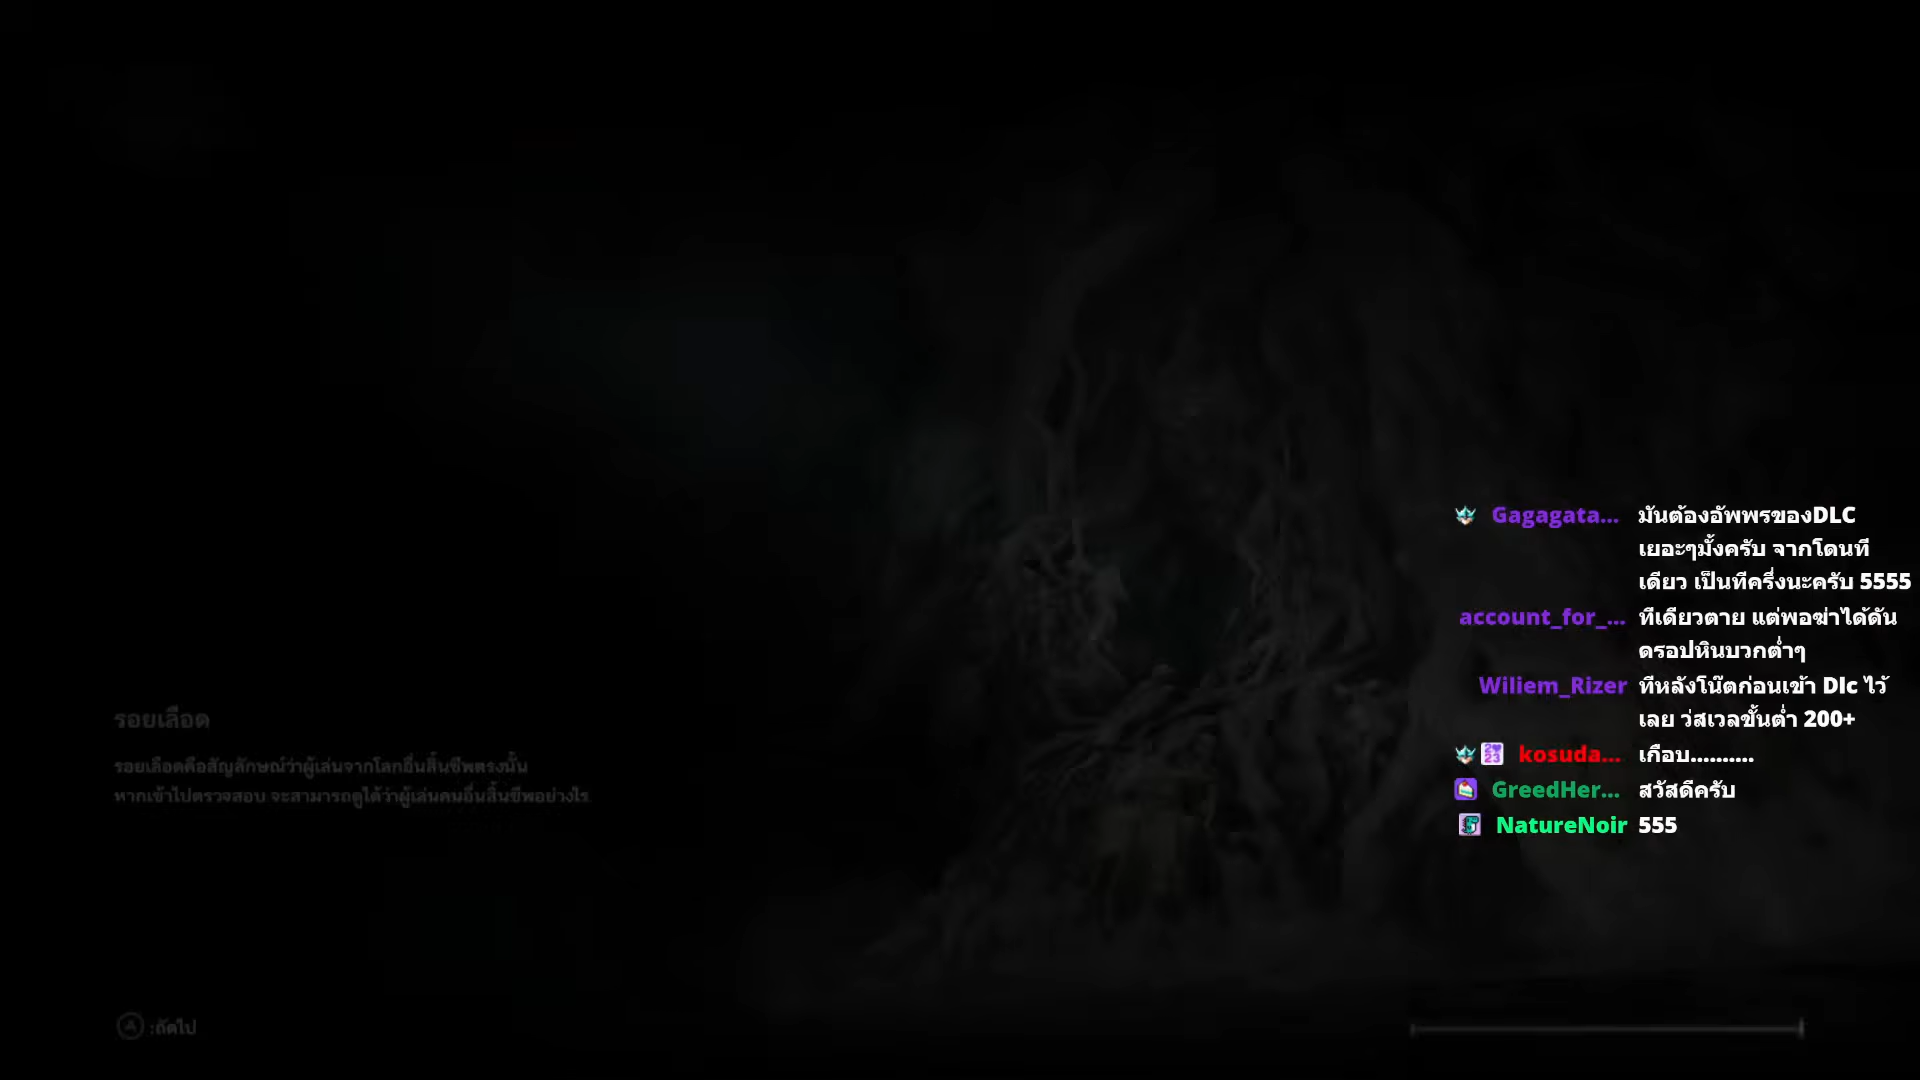 Gagagata... มันต้องอัพพรของDLC
เยอะๆมั้งครับ จากโดนที
เดียว เป็นทีครึ่งนะครับ 5555
account_for_... ทีเดียวตาย แต่พอฆ่าได้ดัน
ดรอปหินบวกต่ำๆ
Wiliem_Rizer ทีหลังโน๊ตก่อนเข้า Dlc ไว้
เลย ว่สเวลขั้นต่ำ 200+
kosuda... เกือบ..........
GreedHer... สวัสดีครับ
NatureNoir 555
รอยเลือด
รอยเลือดคือสัญลักษณ์ว่าผู้เล่นจากโลกอื่นสิ้นชีพตรงนั้น
หากเข้าไปตรวจสอบ จะสามารถดูได้ว่าผู้เล่นคนอื่นสิ้นชีพอย่างไร
A :ถัดไป